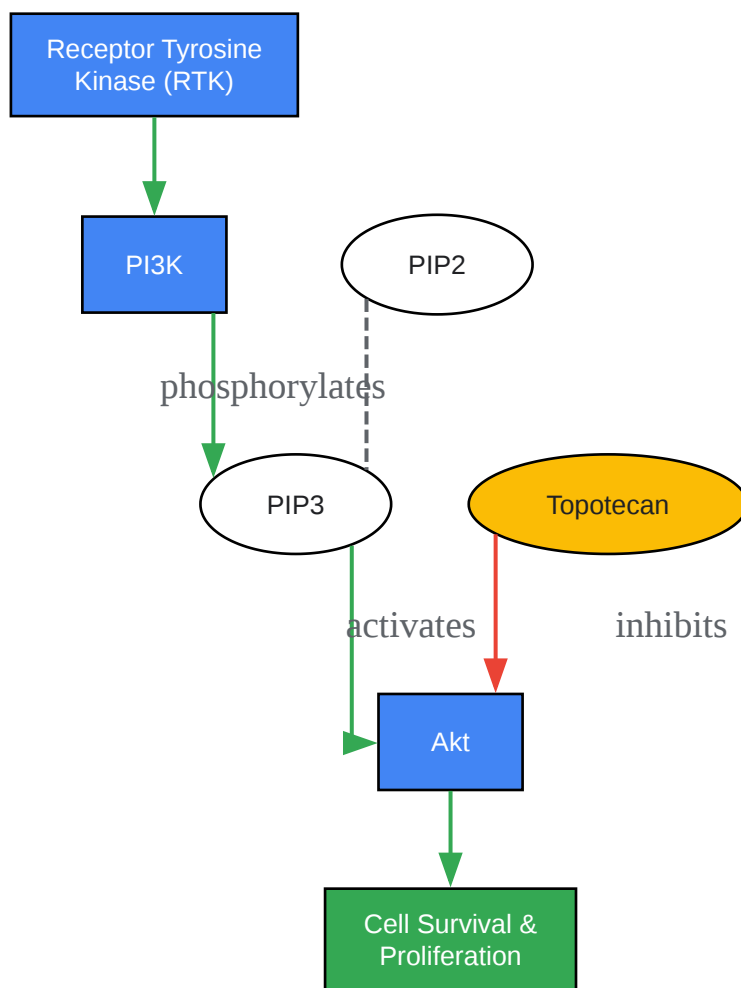 Receptor Tyrosine
Kinase (RTK)
PI3K
PIP2
phosphorylates
PIP3
Topotecan
activates
inhibits
Akt
Cell Survival &
Proliferation